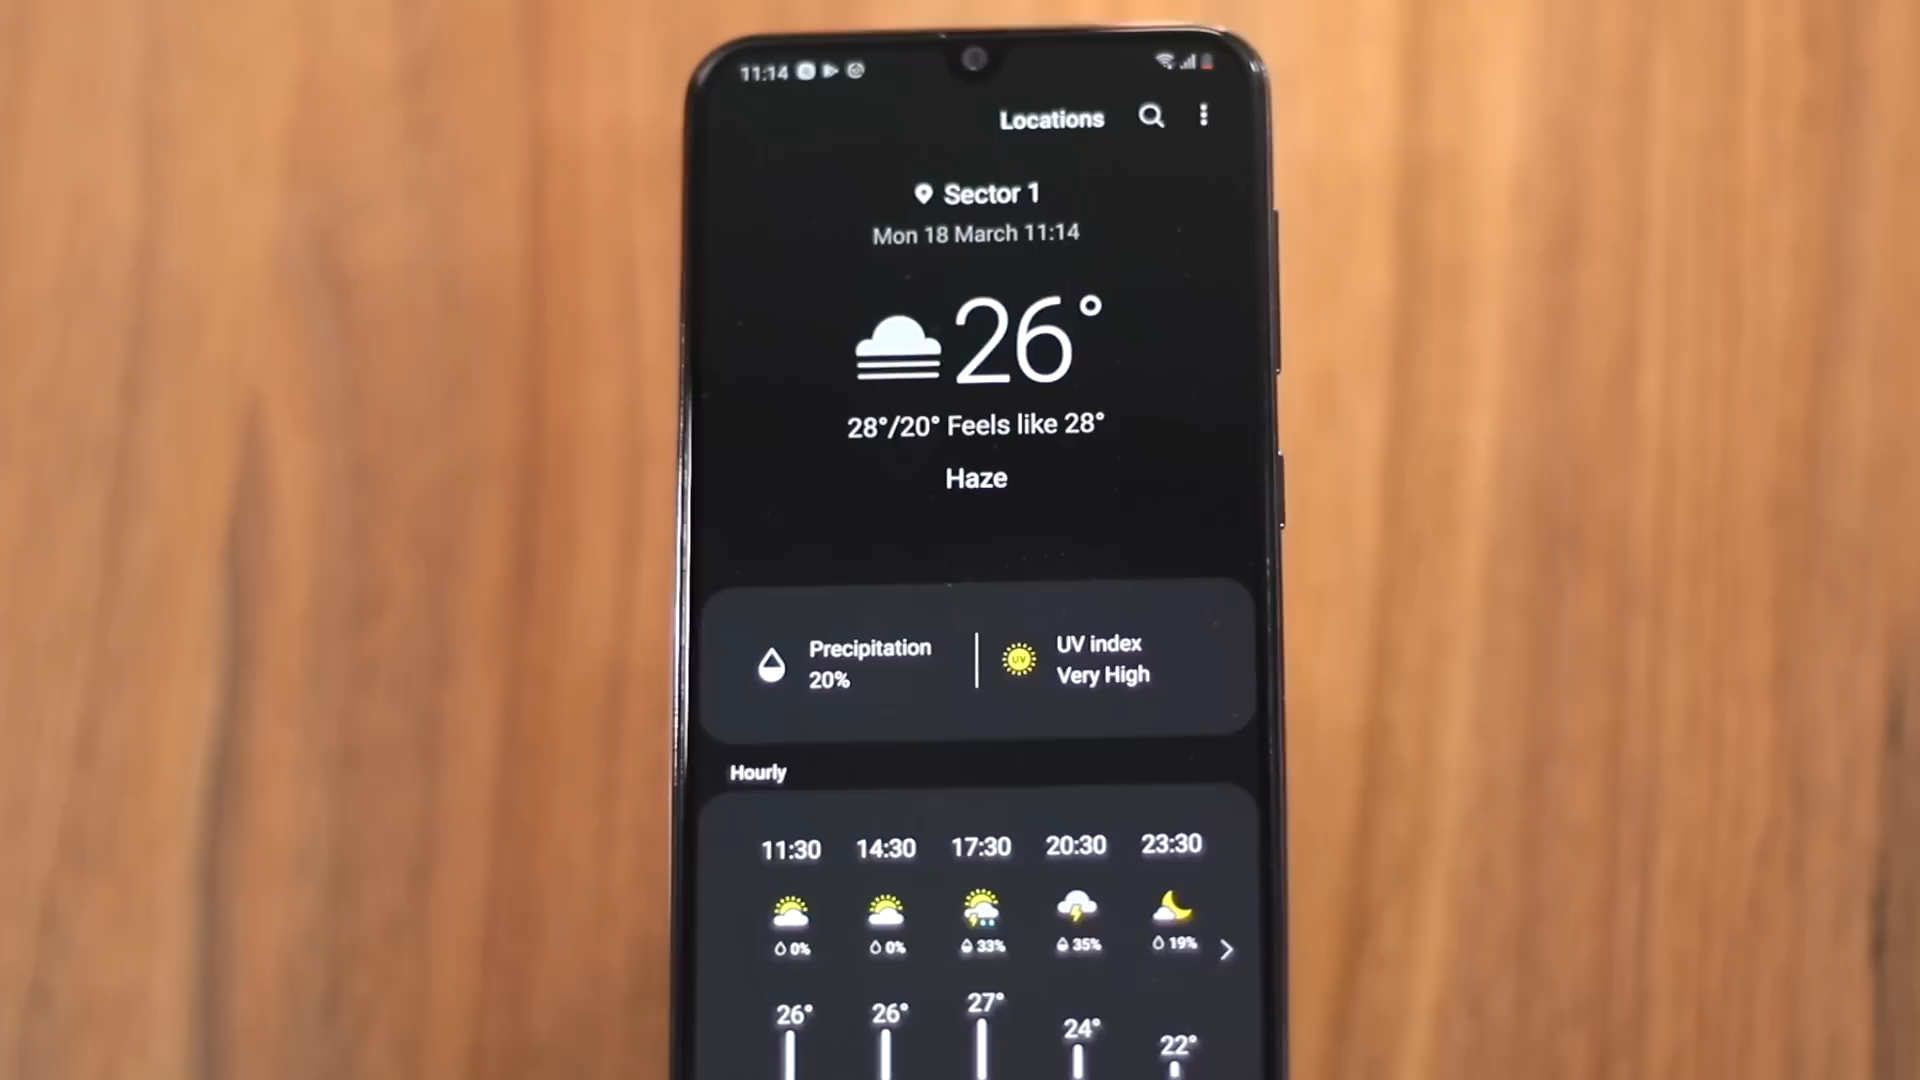 11:14
Locations
Sector 1
Mon 18 March 11:14
26°
28°/20° Feels like 28°
Haze
Precipitation
20%
UV index
Very High
UV
Hourly
11:30 14:30 17:30 20:30 23:30
0% 0% 33% 35% 19%
26° 26° 27° 24° 22°